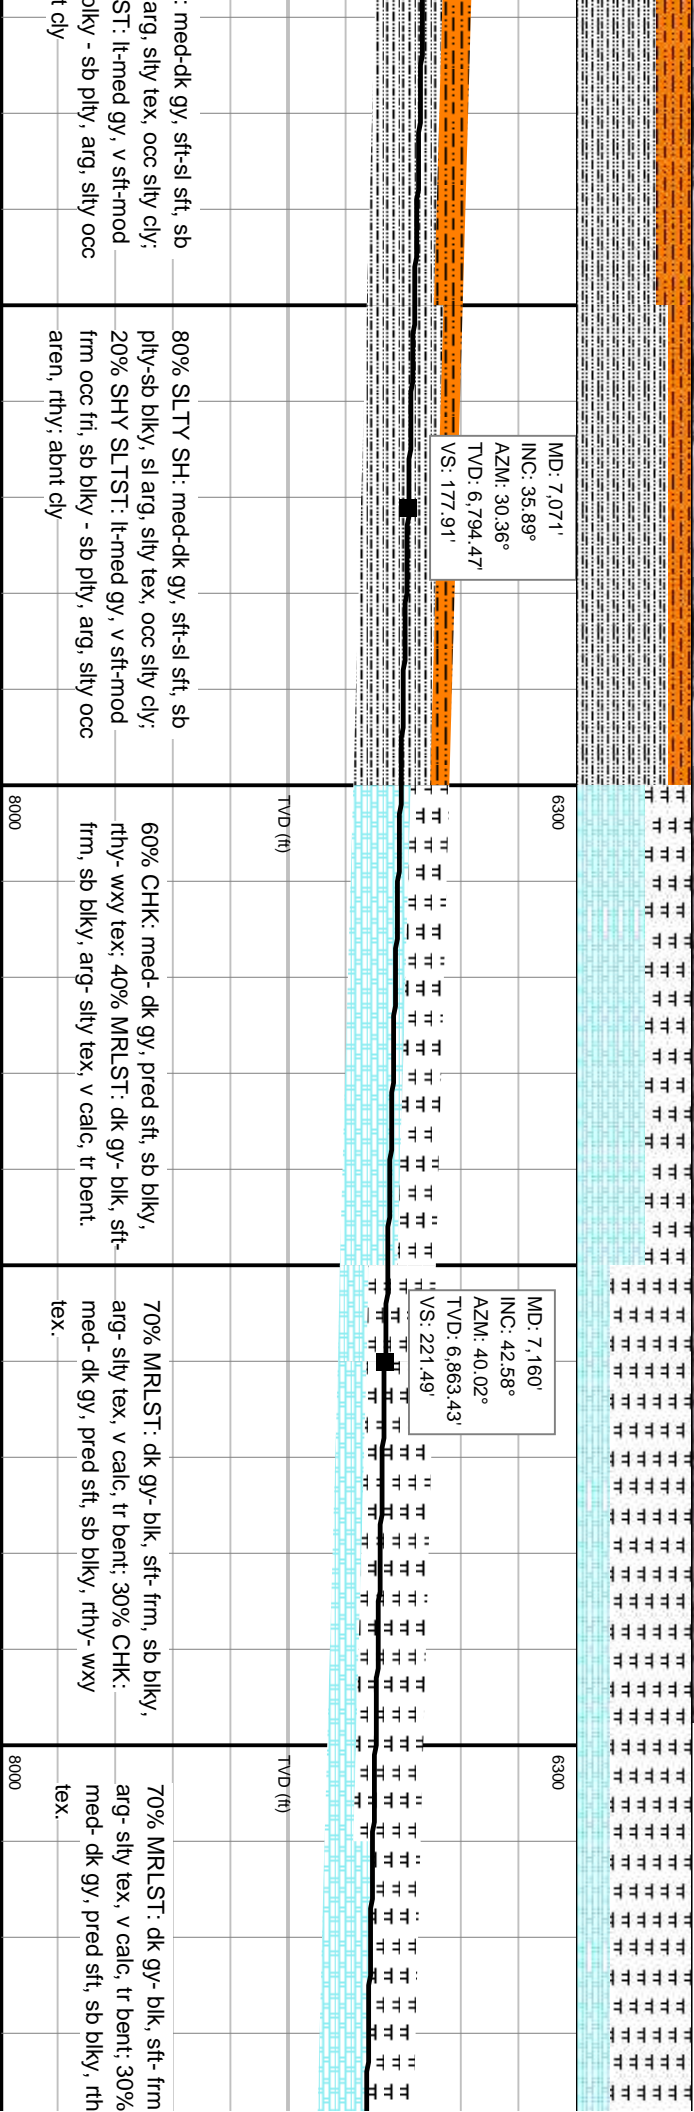 : med-dk gy, sft-sl sft, sb
arg, slty tex, occ slty cly;
ST: lt-med gy, v sft-mod
blky - sb plty, arg, slty occ
t cly
80% SLTY SH: med-dk gy, sft-sl sft, sb
plty-sb blky, sl arg, slty tex, occ slty cly;
20% SHY SLTST: lt-med gy, v sft-mod
frm occ fri, sb blky - sb plty, arg, slty occ
aren, rthy; abnt cly
MD: 7,071'
INC: 35.89°
AZM: 30.36°
TVD: 6,794.47'
VS: 177.91'
6300
TVD (ft)
8000
60% CHK: med- dk gy, pred sft, sb blky,
rthy- wxy tex; 40% MRLST: dk gy- blk, sft-
frm, sb blky, arg- slty tex, v calc, tr bent.
MD: 7,160'
INC: 42.58°
AZM: 40.02°
TVD: 6,863.43'
VS: 221.49'
70% MRLST: dk gy- blk, sft- frm, sb blky,
arg- slty tex, v calc, tr bent; 30% CHK:
med- dk gy, pred sft, sb blky, rthy- wxy
tex.
6300
TVD (ft)
8000
70% MRLST: dk gy- blk, sft- frm
arg- slty tex, v calc, tr bent; 30%
med- dk gy, pred sft, sb blky, rth
tex.